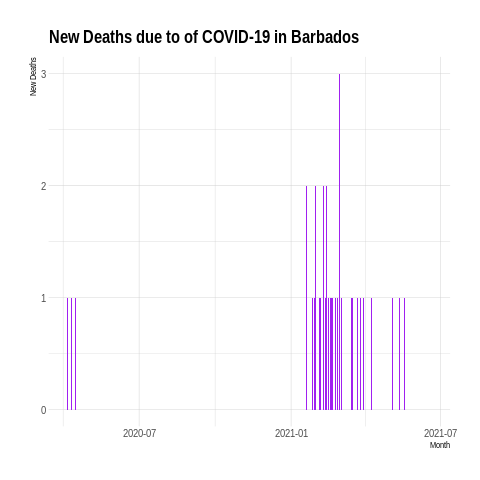 New Deaths due to of COVID-19 in Barbados
New Deaths
3
2
1
0
2020-07
2021-01
2021-07
Month